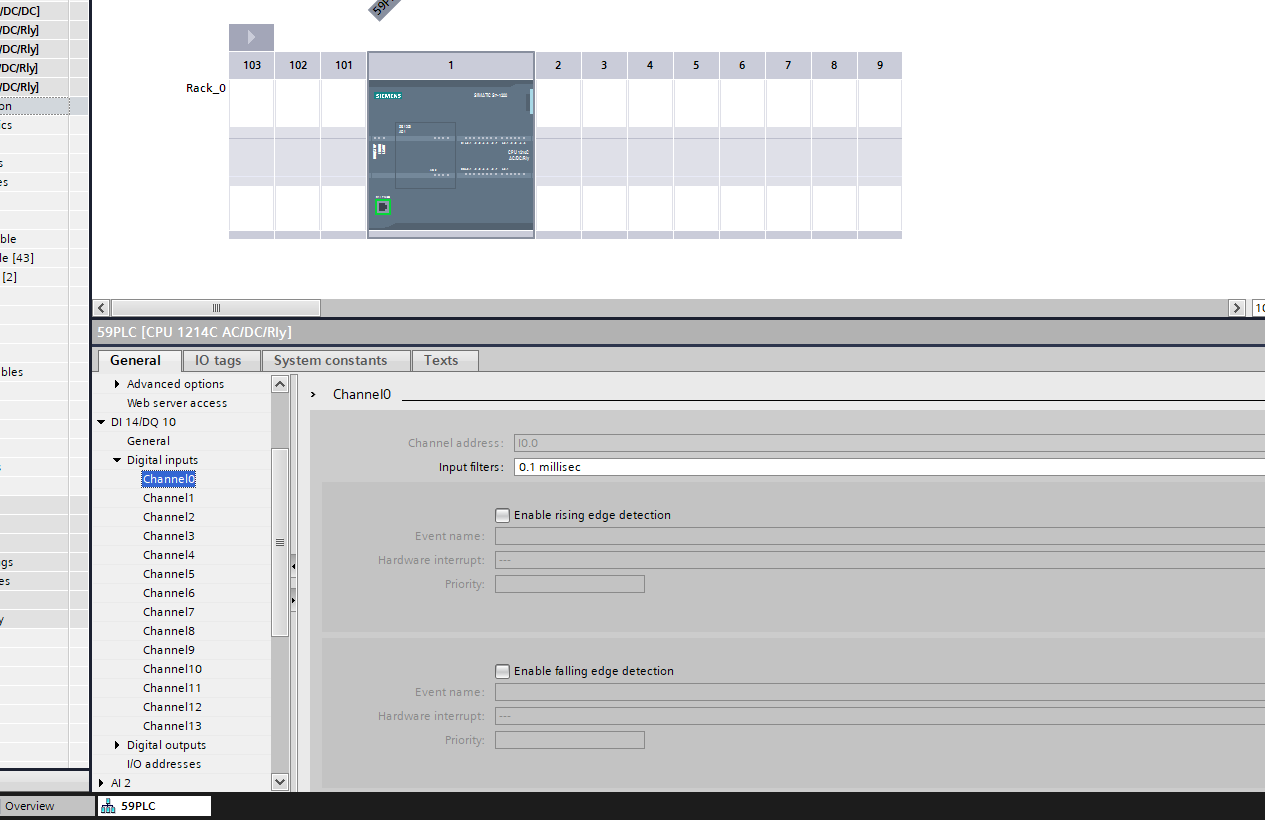 /DC/DC]
/DC/Rly]
/DC/Rly]
/DC/Rly]
/DC/Rly]
on
ics
s
es
ble
le [43]
[2]
bles
s
gs
es
y
59P
103 102 101 1 2 3 4 5 6 7 8 9
Rack_0
SIEMENS
SIMATIC S7-1200
CPU 1214C
AC/DC/Rly
59PLC [CPU 1214C AC/DC/Rly]
General IO tags System constants Texts
Advanced options
Web server access
DI 14/DQ 10
General
Digital inputs
Channel0
Channel1
Channel2
Channel3
Channel4
Channel5
Channel6
Channel7
Channel8
Channel9
Channel10
Channel11
Channel12
Channel13
Digital outputs
I/O addresses
AI 2
10
> Channel0
Channel address: I0.0
Input filters: 0.1 millisec
Enable rising edge detection
Event name:
Hardware interrupt: ---
Priority:
Enable falling edge detection
Event name:
Hardware interrupt: ---
Priority:
Overview 59PLC